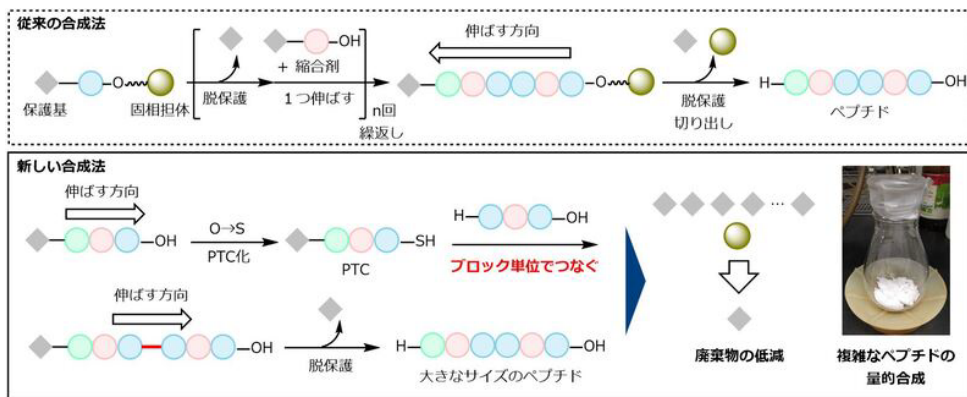 従来の合成法
保護基
O
固相担体
脱保護
OH
+ 縮合剤
1つ伸ばす
n回
繰返し
伸ばす方向
O
脱保護
切り出し
H
OH
ペプチド
新しい合成法
伸ばす方向
OH
O→S
PTC化
SH
PTC
H
OH
ブロック単位でつなぐ
伸ばす方向
OH
脱保護
H
OH
大きなサイズのペプチド
…
廃棄物の低減
複雑なペプチドの
量的合成